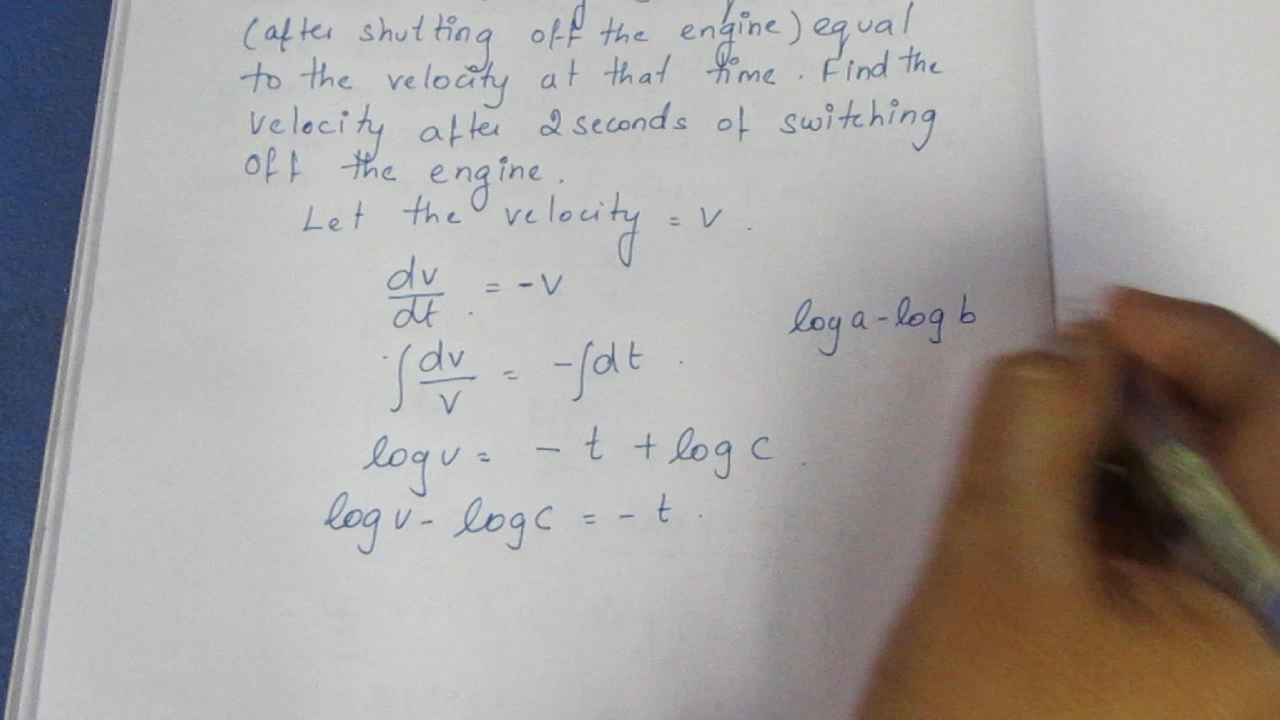 (after shutting off the engine) equal
to the velocity at that time. Find the
velocity after 2 seconds of switching
off the engine.
Let the velocity = v.
dv/dt = -v
∫ dv/v = -∫dt
log a - log b
log v = - t + log c
log v - log c = - t